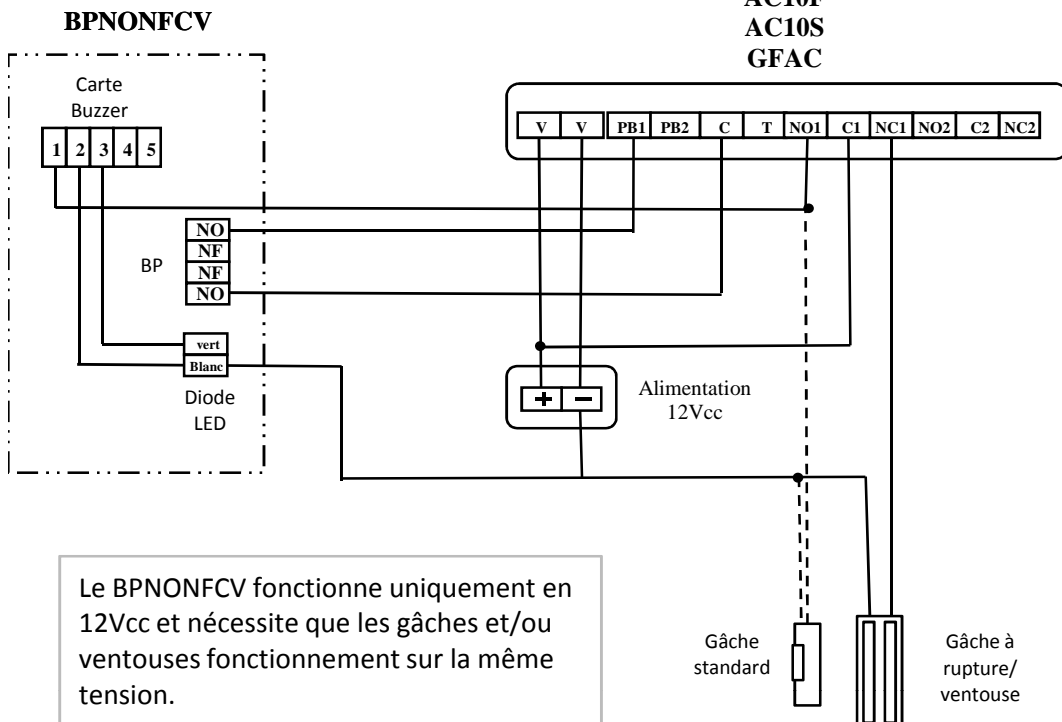 BPNONFCV
AC10F
AC10S
GFAC
Carte
Buzzer
1 2 3 4 5
V V PB1 PB2 C T NO1 C1 NC1 NO2 C2 NC2
BP
NO
NF
NF
NO
vert
Blanc
Diode
LED
+ −
Alimentation
12Vcc
Le BPNONFCV fonctionne uniquement en
12Vcc et nécessite que les gâches et/ou
ventouses fonctionnement sur la même
tension.
Gâche
standard
Gâche à
rupture/
ventouse